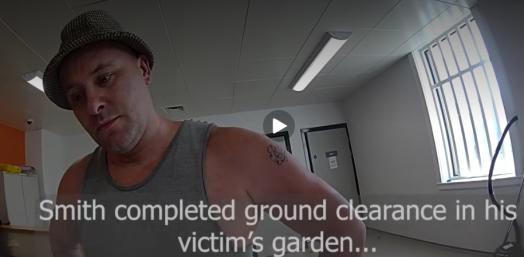 Smith completed ground clearance in his
victim's garden...